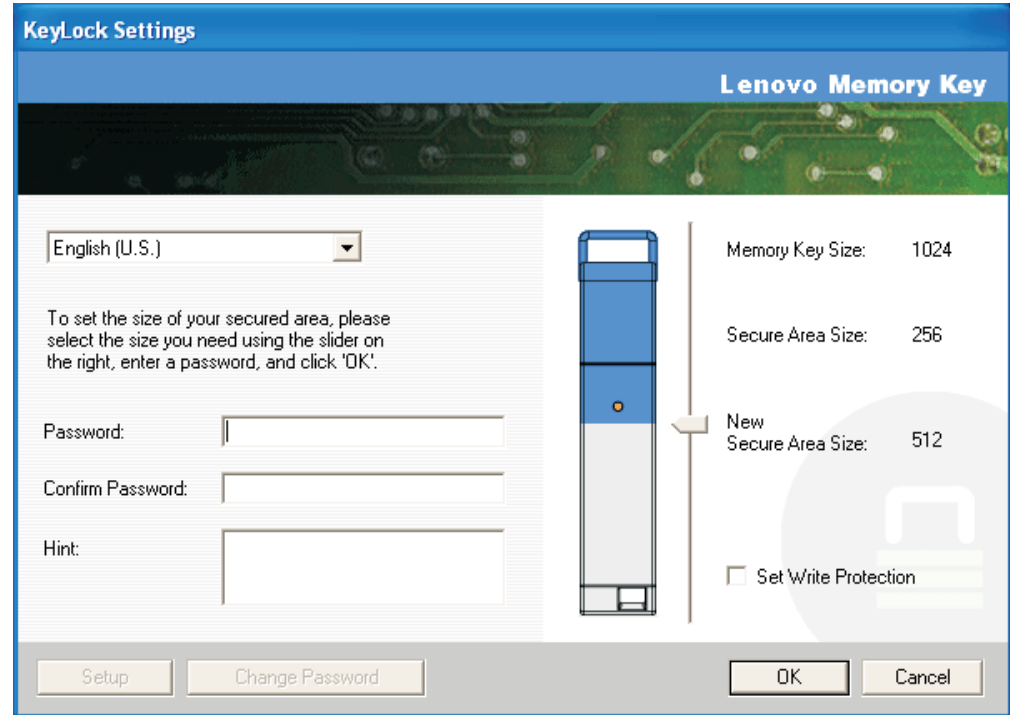 KeyLock Settings
Lenovo Memory Key
English (U.S.)
To set the size of your secured area, please
select the size you need using the slider on
the right, enter a password, and click 'OK'.
Password:
Confirm Password:
Hint:
Memory Key Size: 1024
Secure Area Size: 256
New
Secure Area Size: 512
Set Write Protection
Setup
Change Password
OK
Cancel